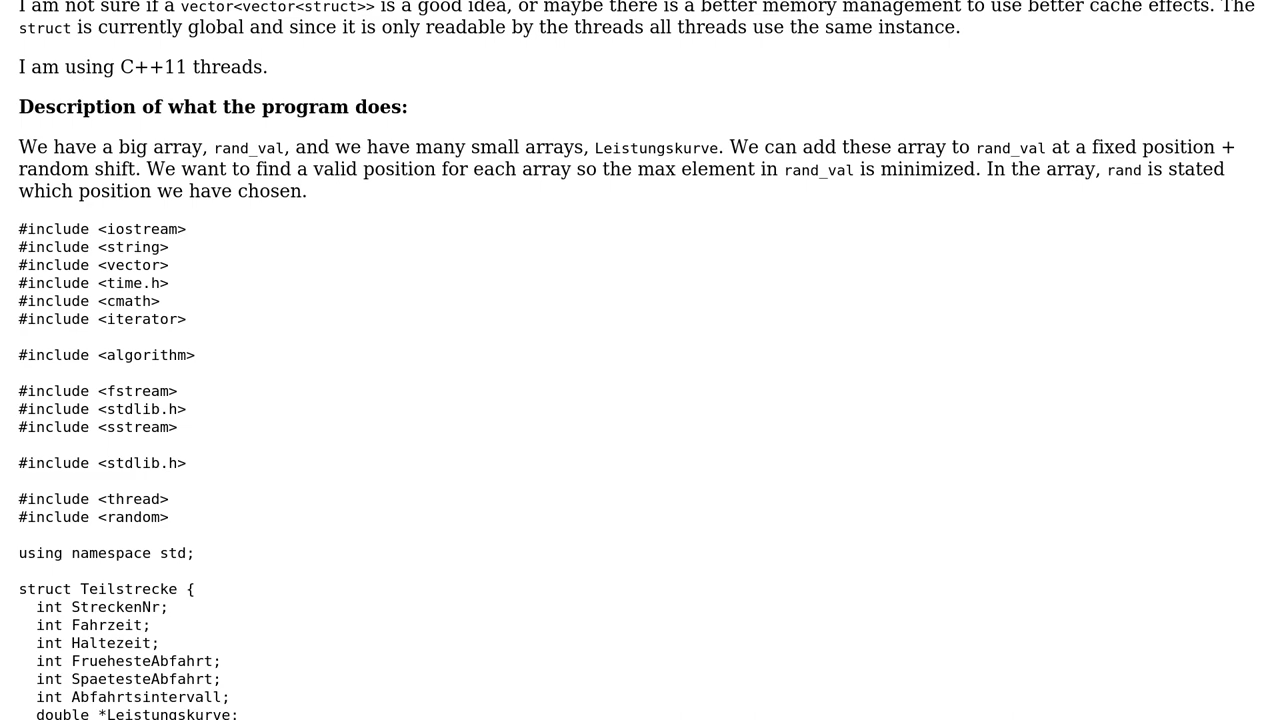 I am not sure if a vector<vector<struct>> is a good idea, or maybe there is a better memory management to use better cache effects. The
struct is currently global and since it is only readable by the threads all threads use the same instance.
I am using C++11 threads.
Description of what the program does:
We have a big array, rand_val, and we have many small arrays, Leistungskurve. We can add these array to rand_val at a fixed position +
random shift. We want to find a valid position for each array so the max element in rand_val is minimized. In the array, rand is stated
which position we have chosen.
#include <iostream>
#include <string>
#include <vector>
#include <time.h>
#include <cmath>
#include <iterator>
#include <algorithm>
#include <fstream>
#include <stdlib.h>
#include <sstream>
#include <stdlib.h>
#include <thread>
#include <random>
using namespace std;
struct Teilstrecke {
  int StreckenNr;
  int Fahrzeit;
  int Haltezeit;
  int FruehesteAbfahrt;
  int SpaetesteAbfahrt;
  int Abfahrtsintervall;
  double *Leistungskurve;